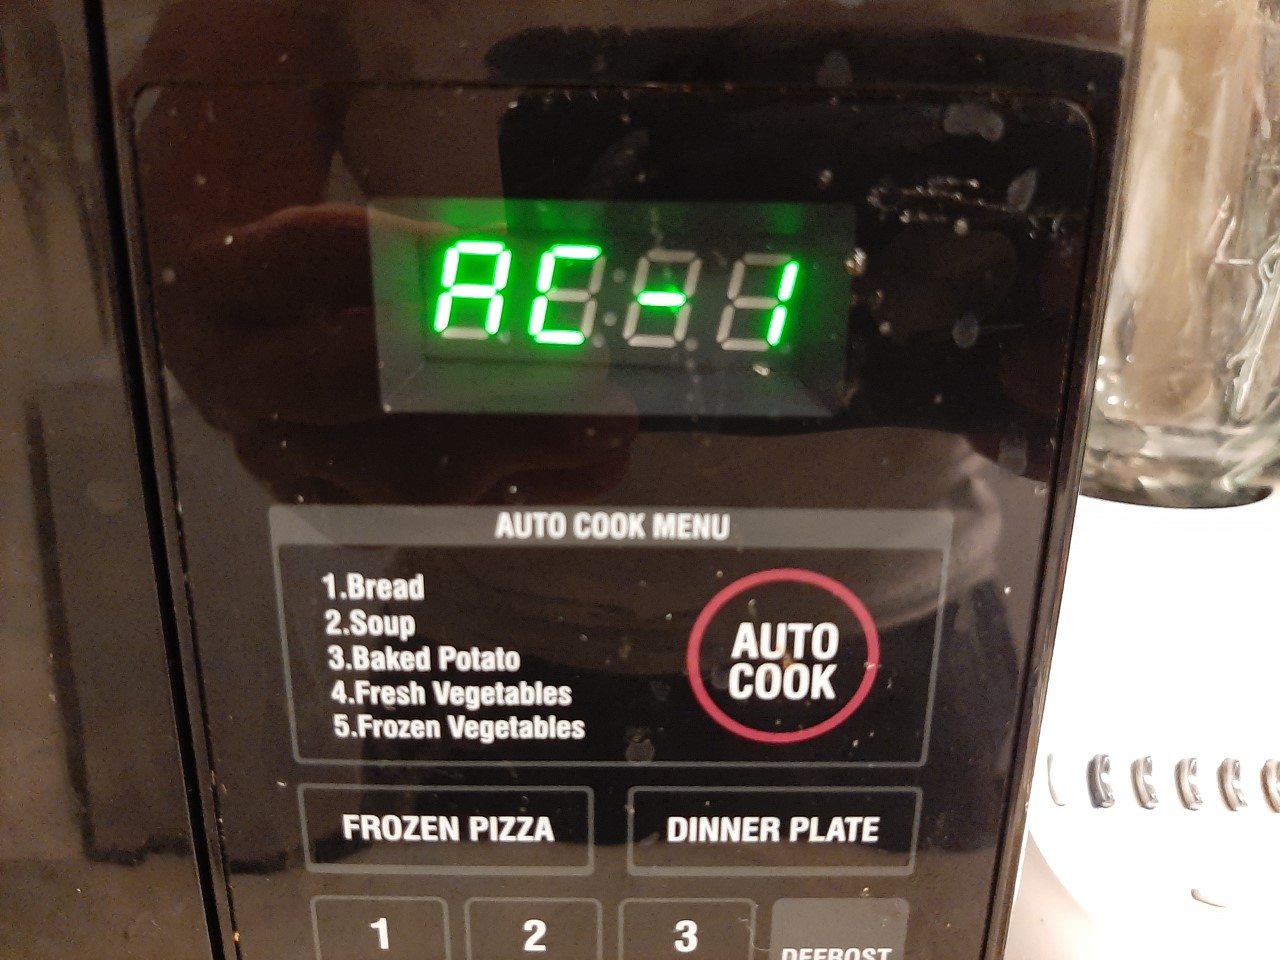 AC-1
AUTO COOK MENU
1.Bread
2.Soup
3.Baked Potato
4.Fresh Vegetables
5.Frozen Vegetables
AUTO
COOK
FROZEN PIZZA
DINNER PLATE
1
2
3
DEFROST